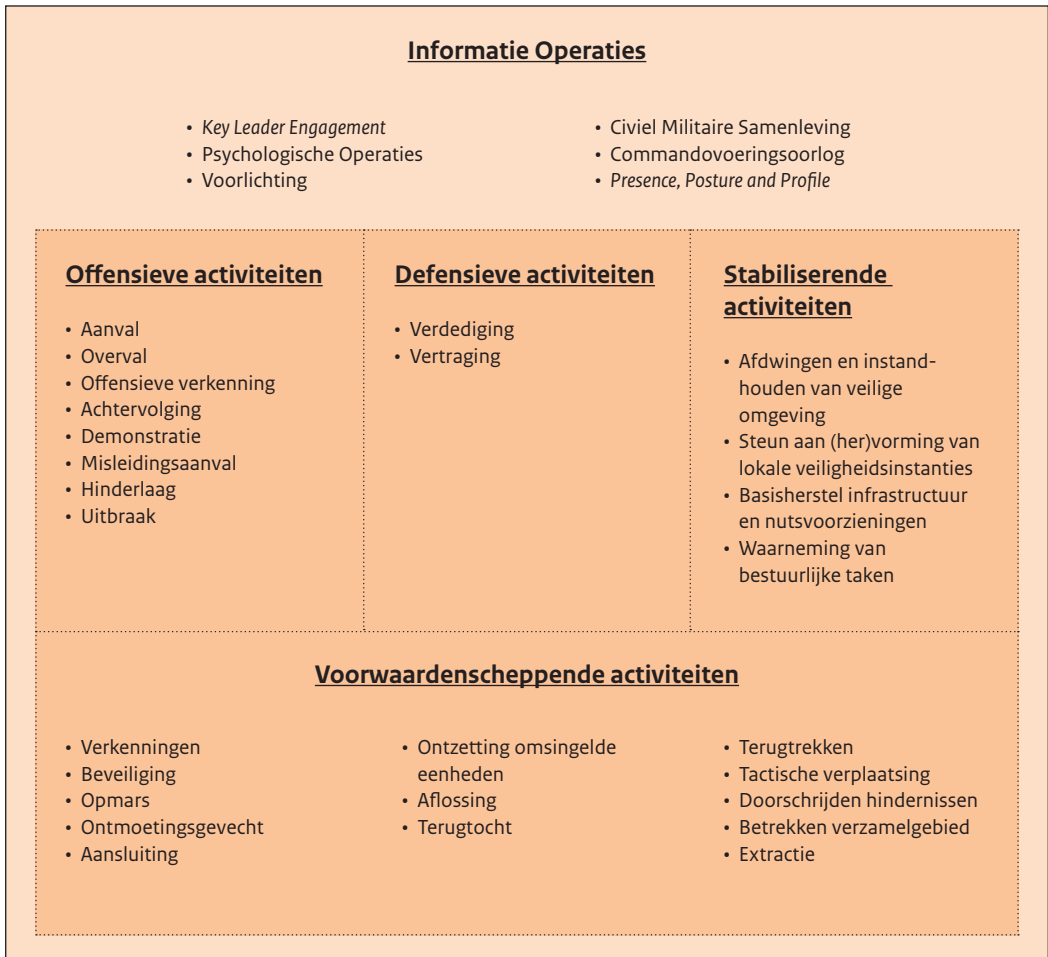 Informatie Operaties
• Key Leader Engagement
• Psychologische Operaties
• Voorlichting
• Civiel Militaire Samenleving
• Commandovoeringsoorlog
• Presence, Posture and Profile
Offensieve activiteiten
• Aanval
• Overval
• Offensieve verkenning
• Achtervolging
• Demonstratie
• Misleidingsaanval
• Hinderlaag
• Uitbraak
Defensieve activiteiten
• Verdediging
• Vertraging
Stabiliserende
activiteiten
• Afdwingen en instand-
houden van veilige
omgeving
• Steun aan (her)vorming van
lokale veiligheidsinstanties
• Basisherstel infrastructuur
en nutsvoorzieningen
• Waarneming van
bestuurlijke taken
Voorwaardenscheppende activiteiten
• Verkenningen
• Beveiliging
• Opmars
• Ontmoetingsgevecht
• Aansluiting
• Ontzetting omsingelde
eenheden
• Aflossing
• Terugtocht
• Terugtrekken
• Tactische verplaatsing
• Doorschrijden hindernissen
• Betrekken verzamelgebied
• Extractie